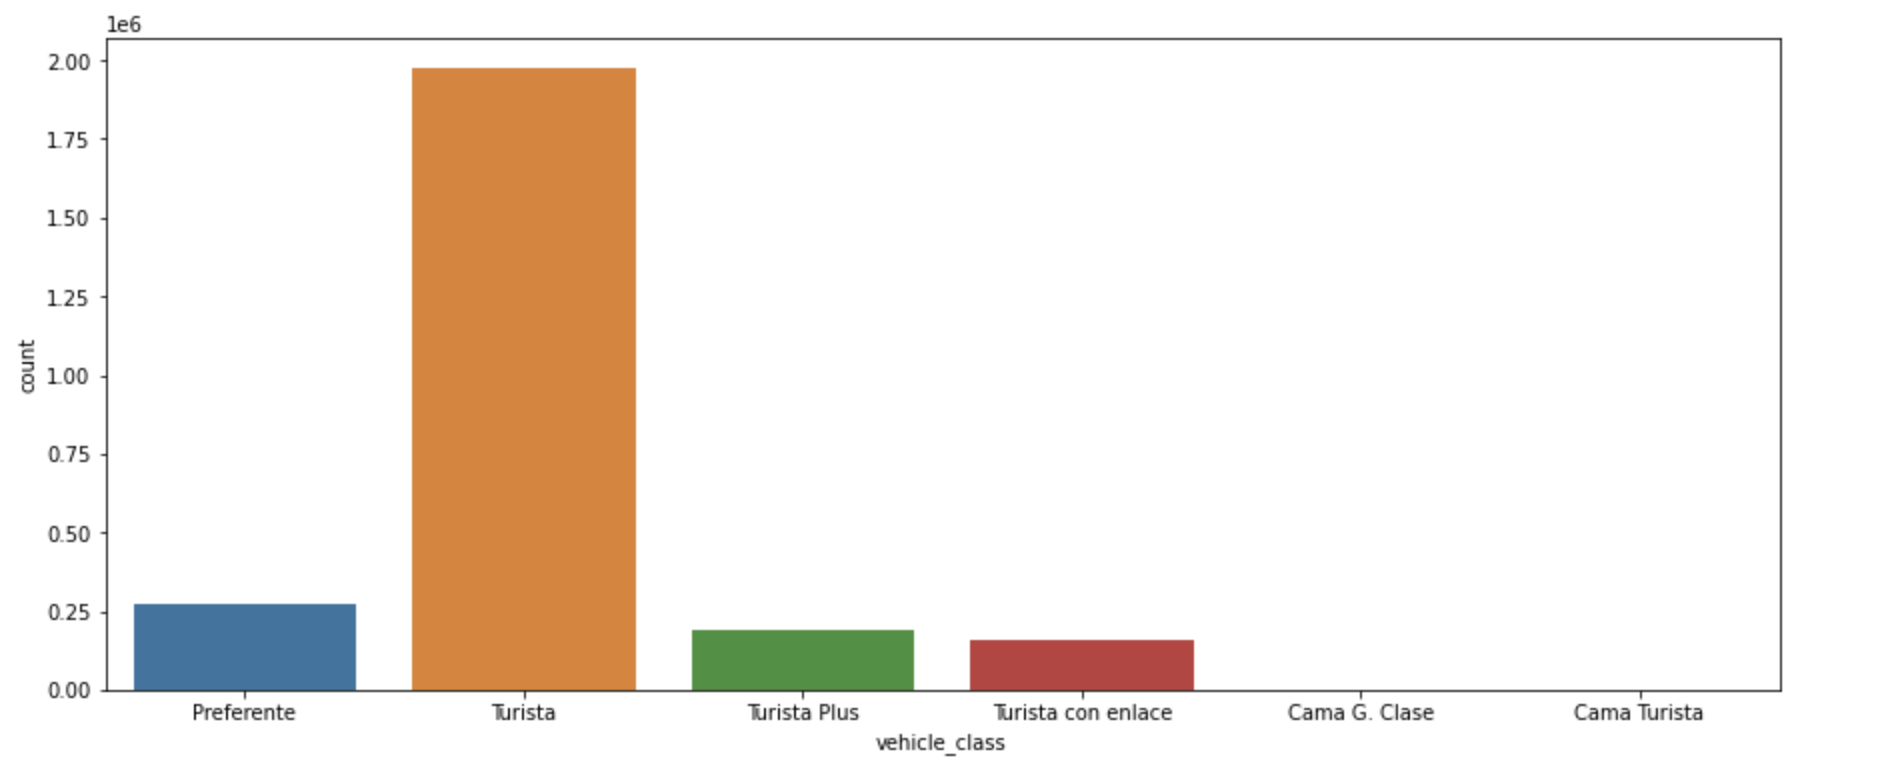 1e6
2.00
1.75
1.50
1.25
1.00
0.75
0.50
0.25
0.00
count
Preferente Turista Turista Plus Turista con enlace Cama G. Clase Cama Turista
vehicle_class